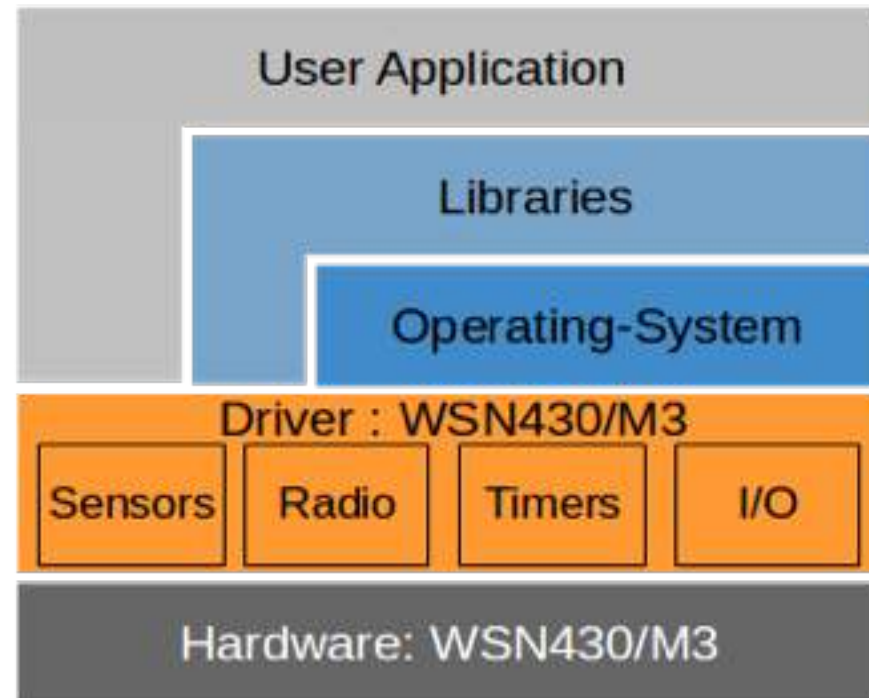 User Application
Libraries
Operating-System
Driver : WSN430/M3
Sensors Radio Timers I/O
Hardware: WSN430/M3